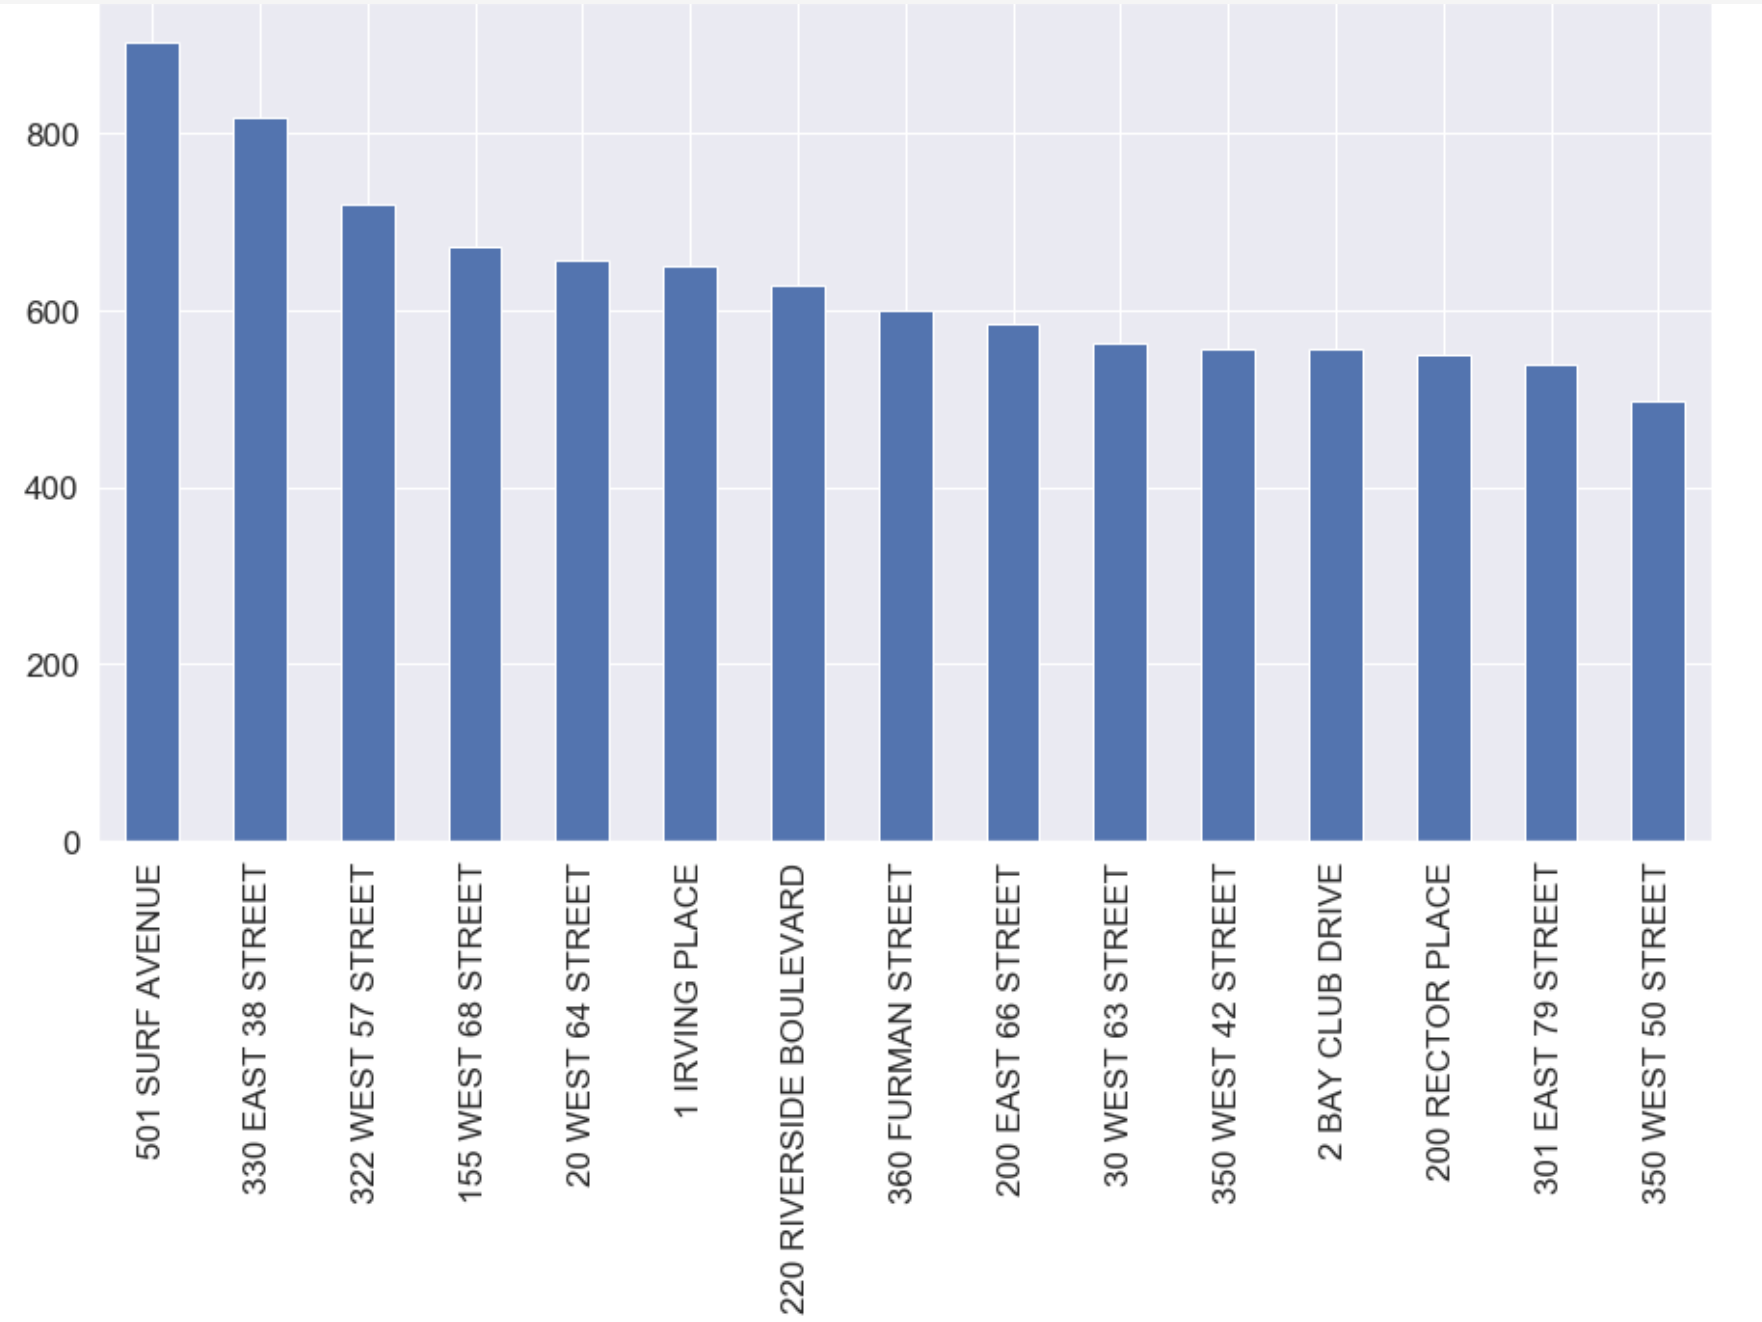 800
600
400
200
0
501 SURF AVENUE
330 EAST 38 STREET
322 WEST 57 STREET
155 WEST 68 STREET
20 WEST 64 STREET
1 IRVING PLACE
220 RIVERSIDE BOULEVARD
360 FURMAN STREET
200 EAST 66 STREET
30 WEST 63 STREET
350 WEST 42 STREET
2 BAY CLUB DRIVE
200 RECTOR PLACE
301 EAST 79 STREET
350 WEST 50 STREET